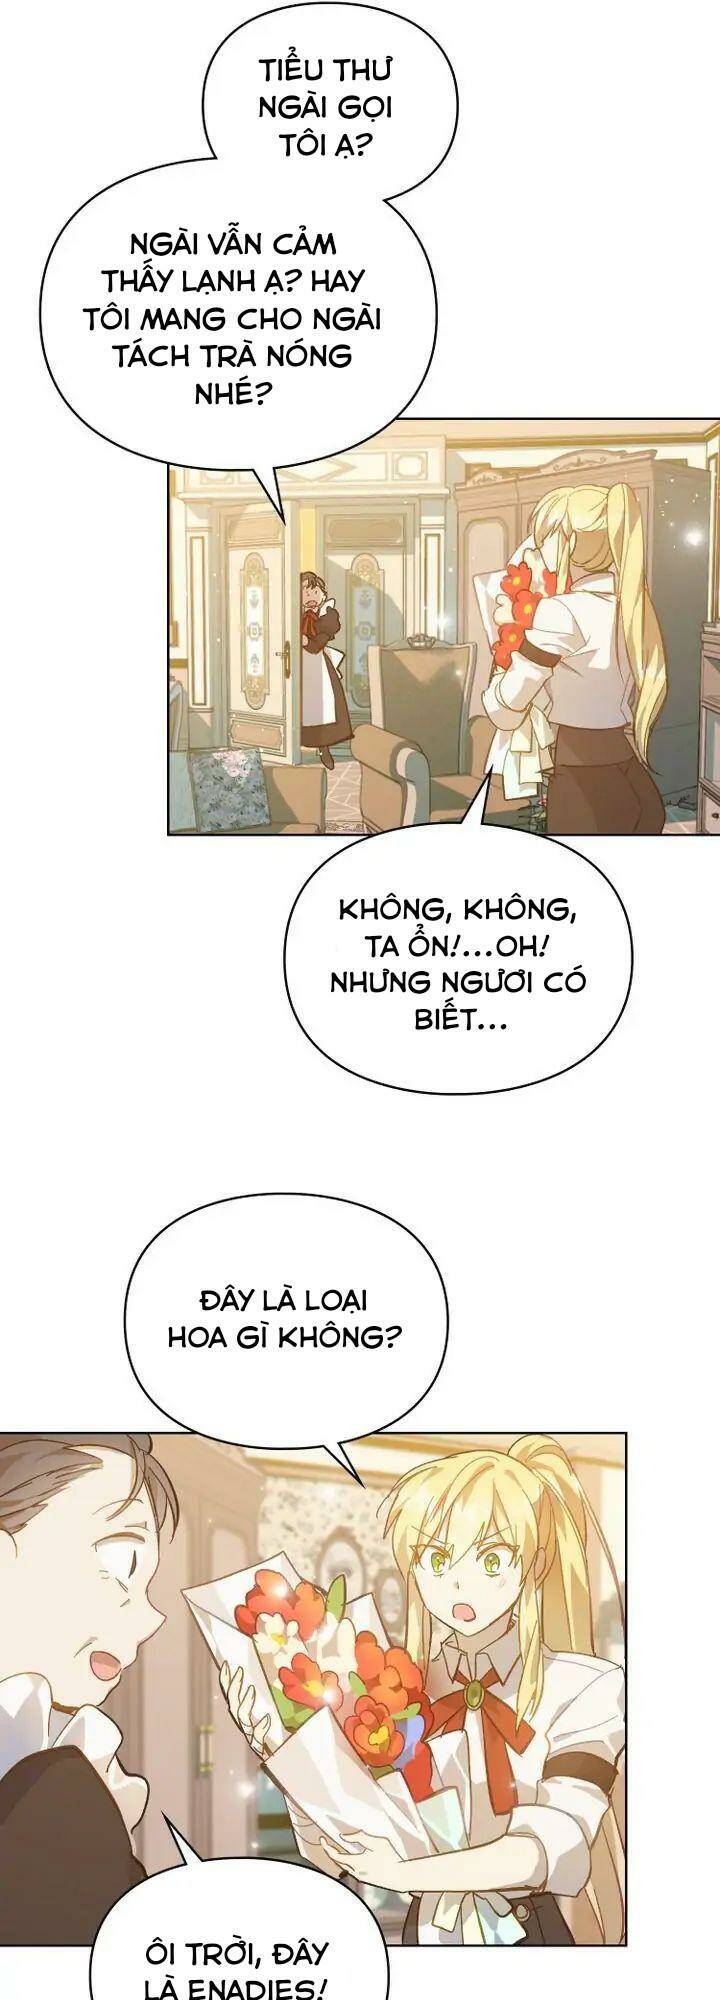 TIỂU THƯ
NGÀI GỌI
TÔI Ạ?
NGÀI VẪN CẢM
THẤY LẠNH Ạ? HAY
TÔI MANG CHO NGÀI
TÁCH TRÀ NÓNG
NHÉ?
KHÔNG, KHÔNG,
TA ỔN!...OH!
NHƯNG NGƯƠI CÓ
BIẾT...
ĐÂY LÀ LOẠI
HOA GÌ KHÔNG?
ÔI TRỜI, ĐÂY
LÀ ENADIES!